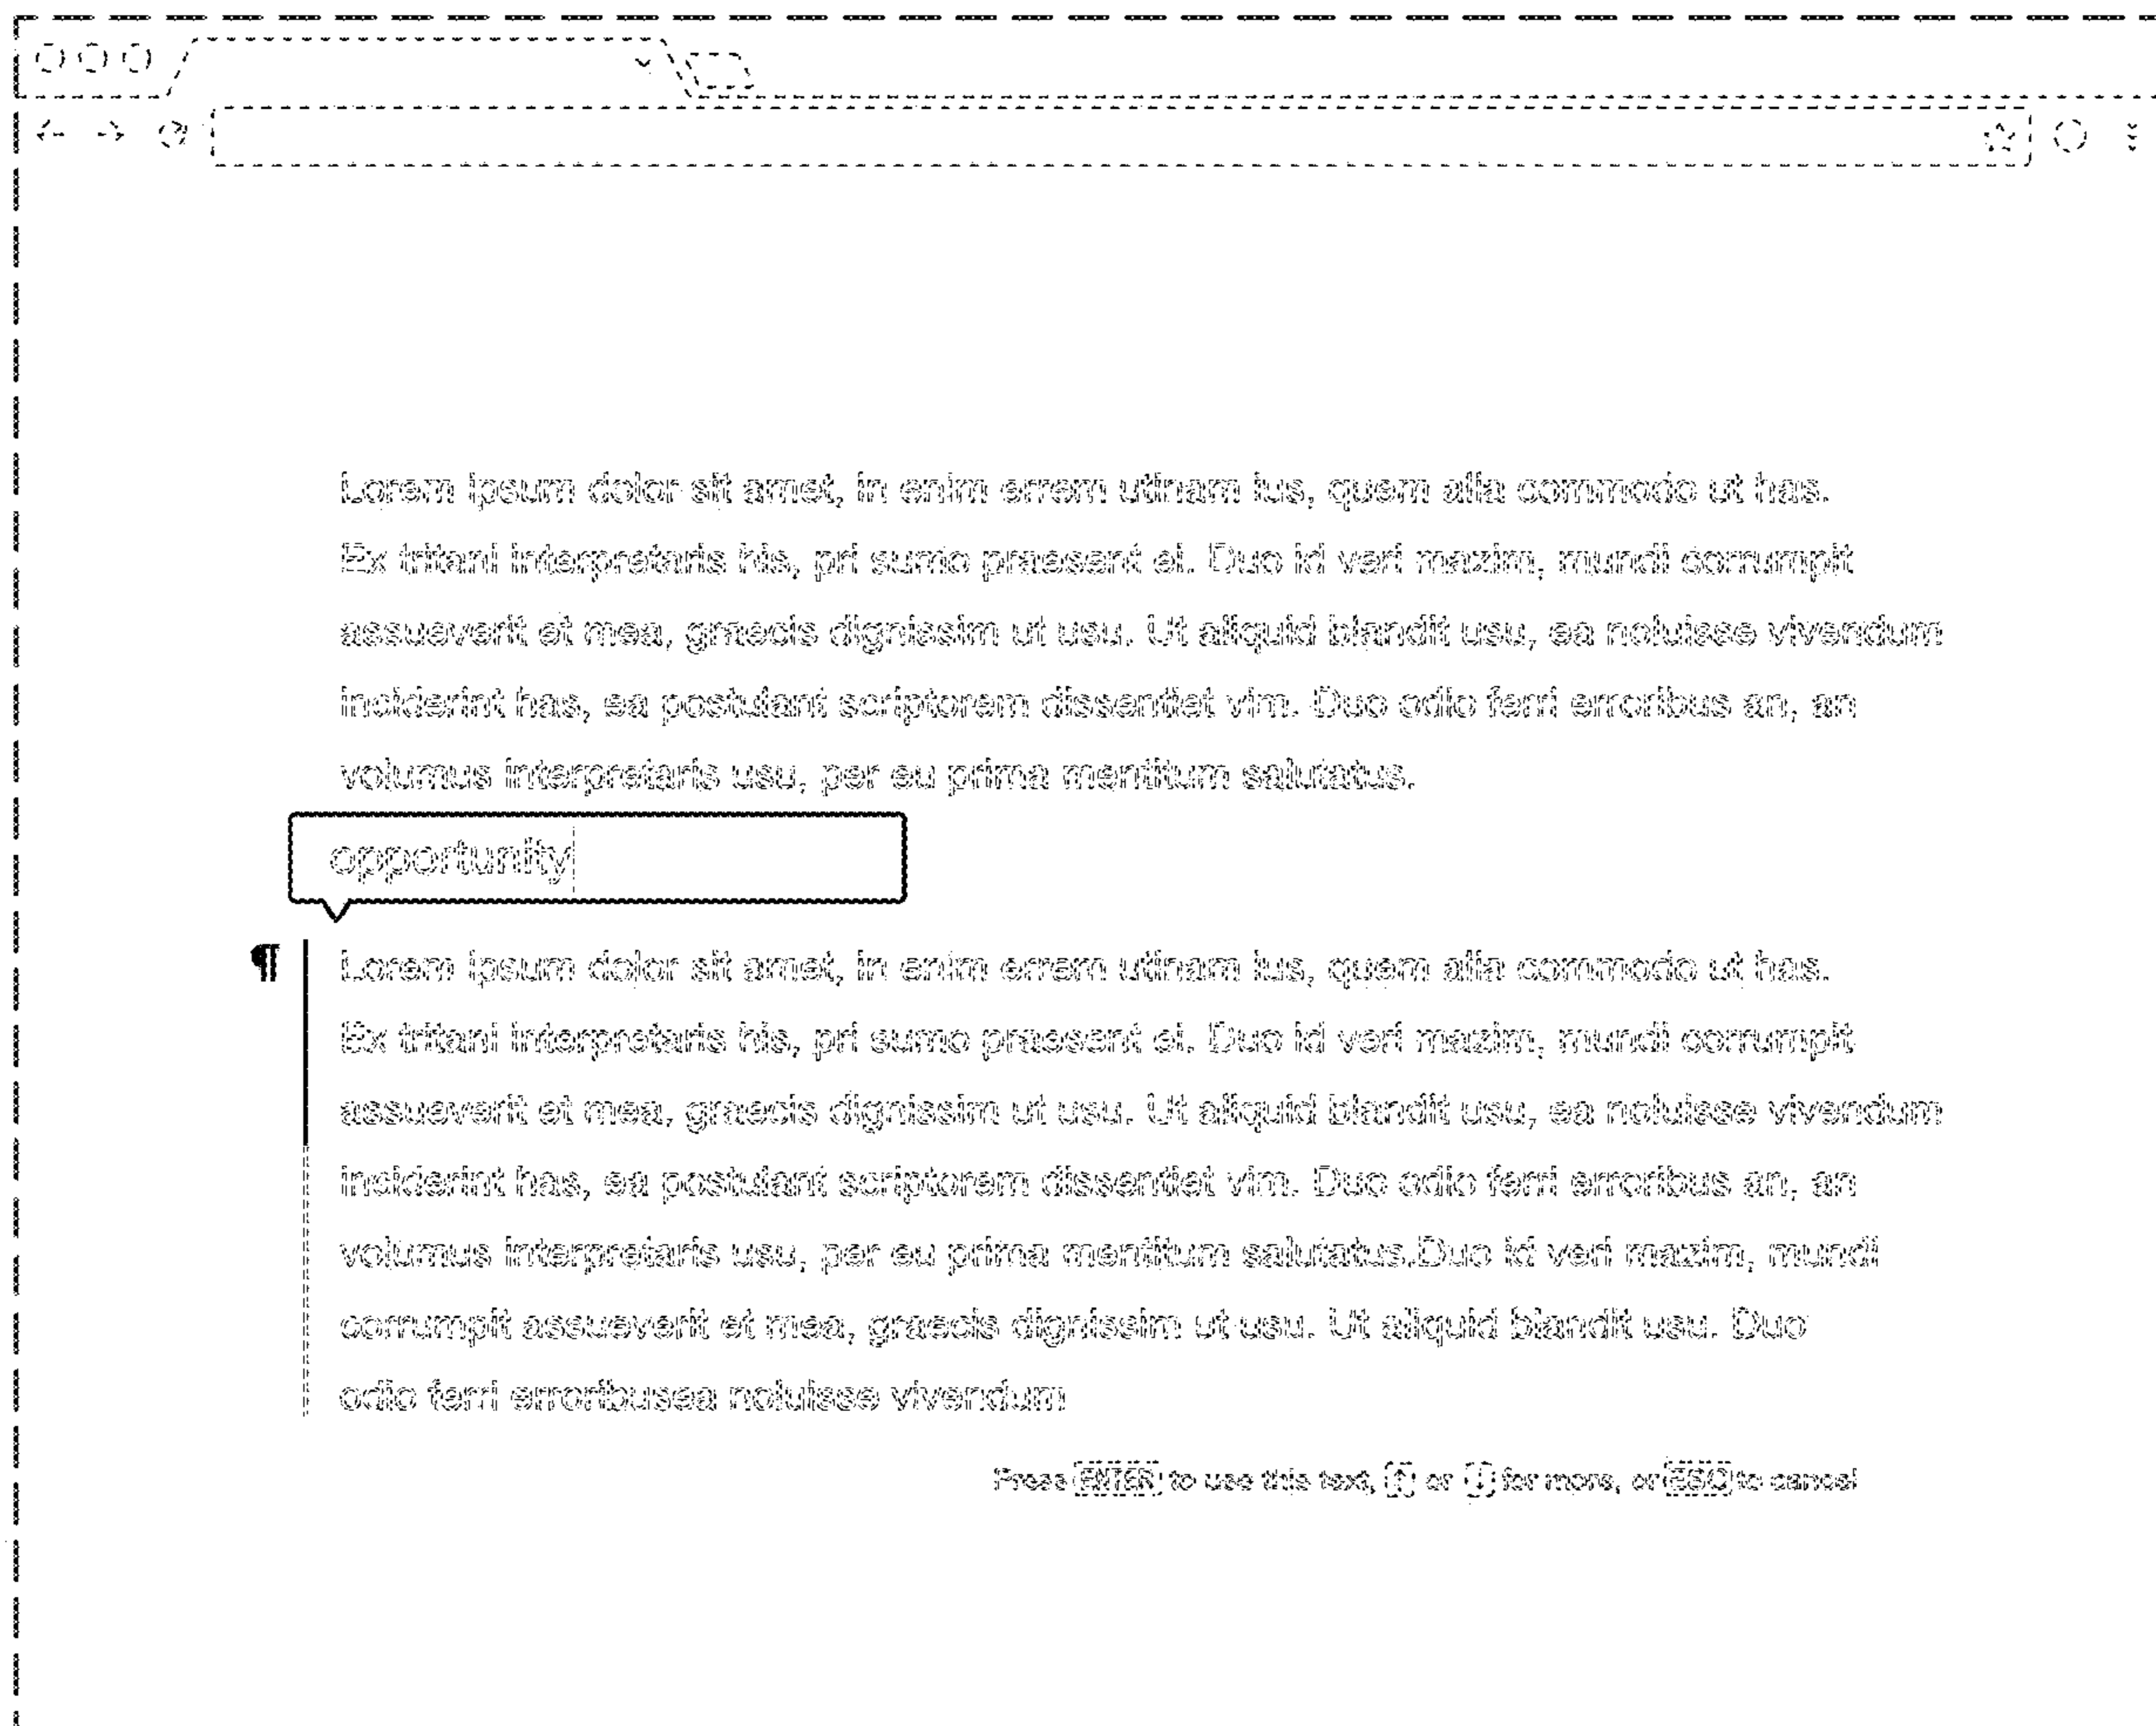 Lorem ipsum dolor sit amet, in enim errem utinam ius, quem alia commodo ut has.
Ex tritani interpretaris his, pri sumo praesent ei. Duo id veri mazim, mundi corrumpit
assueverit et mea, graecis dignissim ut usu. Ut aliquid blandit usu, ea noluisse vivendum
inciderint has, ea postulant scriptorem dissentiet vim. Duo odio ferri erroribus an, an
volumus interpretaris usu, per eu prima mentitum salutatus.
opportunity
¶ Lorem ipsum dolor sit amet, in enim errem utinam ius, quem alia commodo ut has.
Ex tritani interpretaris his, pri sumo praesent ei. Duo id veri mazim, mundi corrumpit
assueverit et mea, graecis dignissim ut usu. Ut aliquid blandit usu, ea noluisse vivendum
inciderint has, ea postulant scriptorem dissentiet vim. Duo odio ferri erroribus an, an
volumus interpretaris usu, per eu prima mentitum salutatus.Duo id veri mazim, mundi
corrumpit assueverit et mea, graecis dignissim ut usu. Ut aliquid blandit usu. Duo
odio ferri erroribusea noluisse vivendum
Press ENTER to use this text, ↑ or ↓ for more, or ESC to cancel